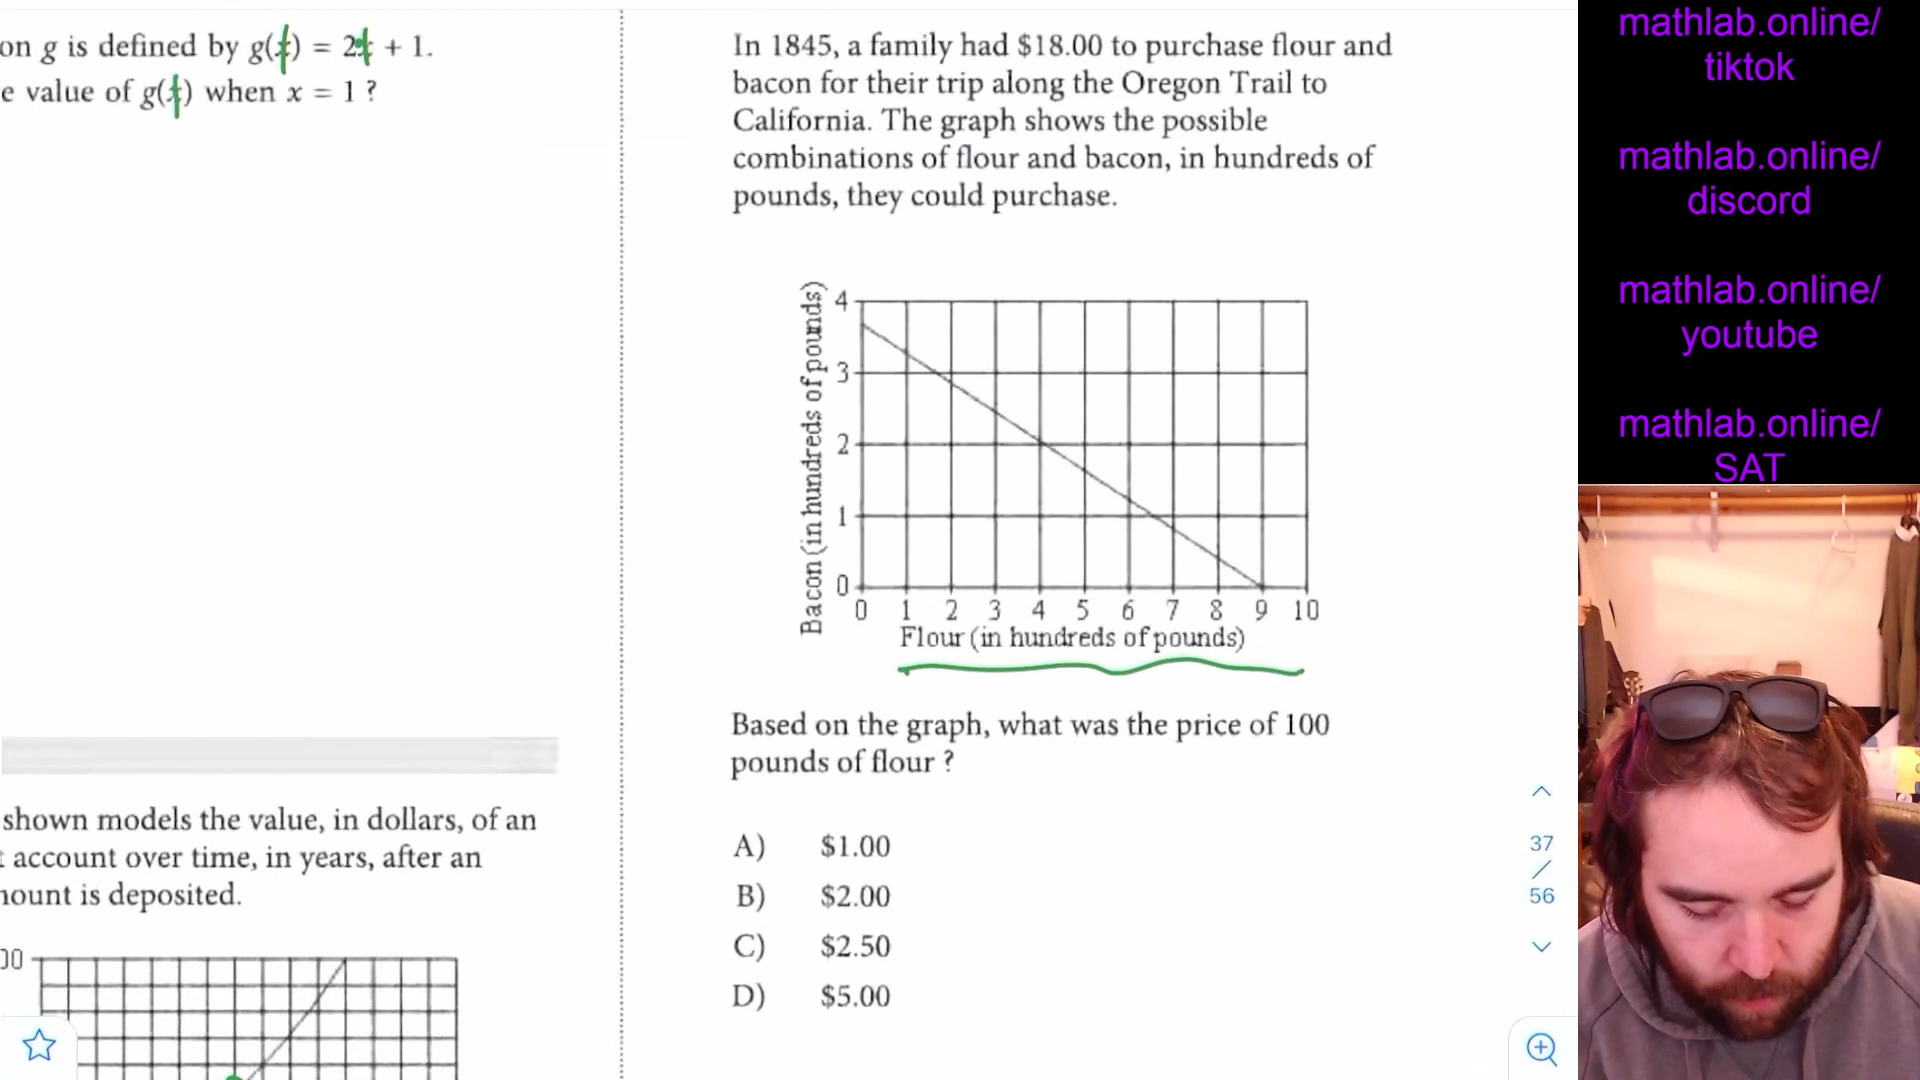 on g is defined by g(t) = 2t + 1.
e value of g(t) when x = 1 ?
shown models the value, in dollars, of an
account over time, in years, after an
ount is deposited.
00
In 1845, a family had $18.00 to purchase flour and
bacon for their trip along the Oregon Trail to
California. The graph shows the possible
combinations of flour and bacon, in hundreds of
pounds, they could purchase.
Bacon (in hundreds of pounds)
4
3
2
1
0
0 1 2 3 4 5 6 7 8 9 10
Flour (in hundreds of pounds)
Based on the graph, what was the price of 100
pounds of flour ?
A) $1.00
B) $2.00
C) $2.50
D) $5.00
37
/
56
mathlab.online/
tiktok
mathlab.online/
discord
mathlab.online/
youtube
mathlab.online/
SAT